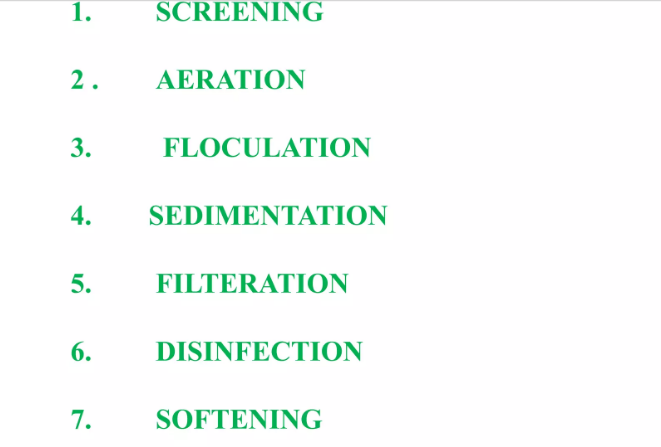 1. SCREENING
2 . AERATION
3. FLOCULATION
4. SEDIMENTATION
5. FILTERATION
6. DISINFECTION
7. SOFTENING